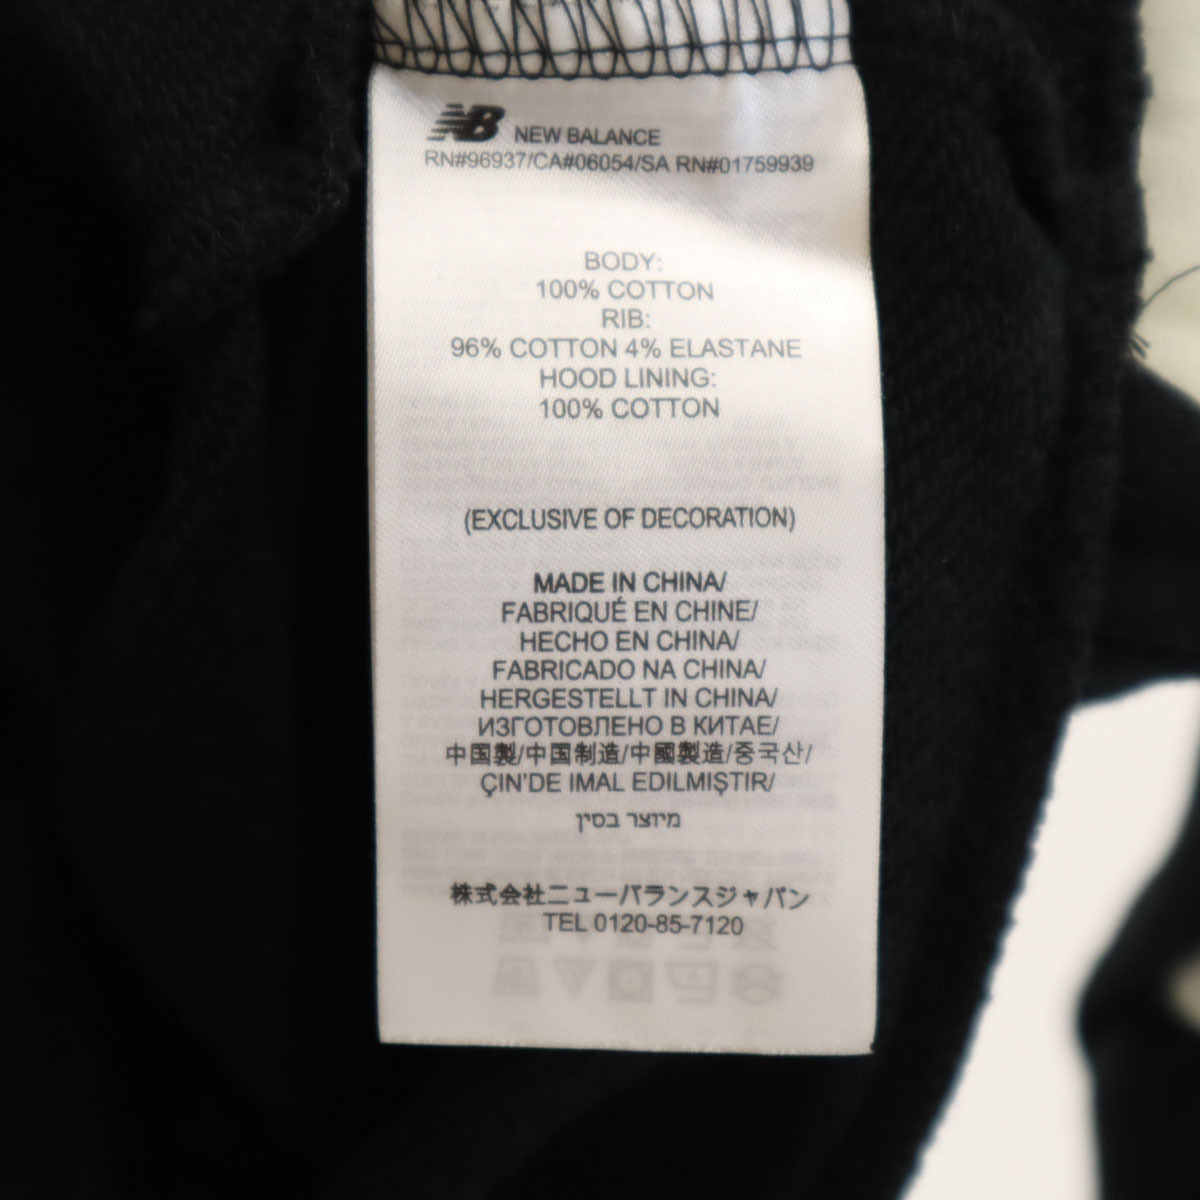 NB NEW BALANCE
RN#96937/CA#06054/SA RN#01759939
BODY:
100% COTTON
RIB:
96% COTTON 4% ELASTANE
HOOD LINING:
100% COTTON
(EXCLUSIVE OF DECORATION)
MADE IN CHINA/
FABRIQUÉ EN CHINE/
HECHO EN CHINA/
FABRICADO NA CHINA/
HERGESTELLT IN CHINA/
ИЗГОТОВЛЕНО В КИТАЕ/
中国製/中国制造/中國製造/중국산/
ÇIN'DE IMAL EDILMIŞTIR/
מיוצר בסין
株式会社ニューバランスジャパン
TEL 0120-85-7120